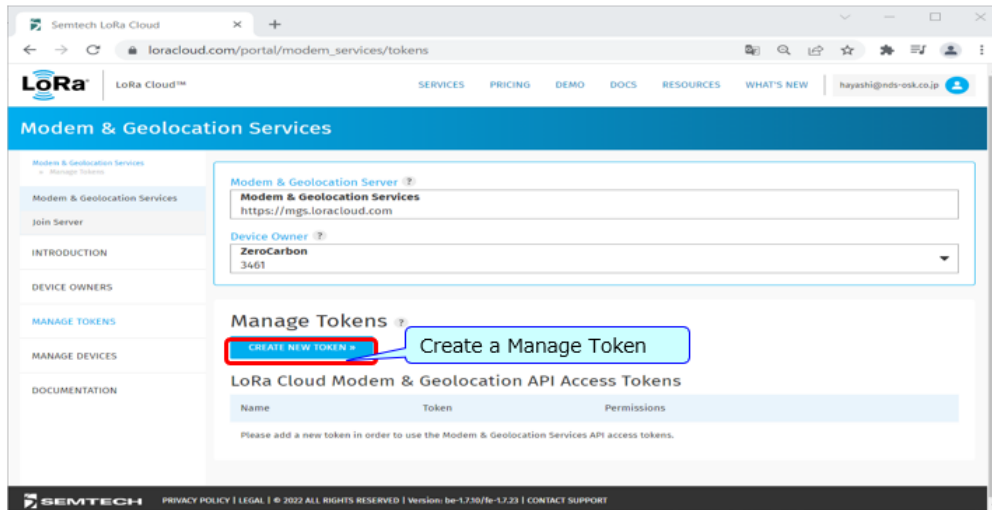 Semtech LoRa Cloud
loracloud.com/portal/modem_services/tokens
LoRa LoRa Cloud™ SERVICES PRICING DEMO DOCS RESOURCES WHAT'S NEW hayashi@nds-osk.co.jp
Modem & Geolocation Services
Modem & Geolocation Services
» Manage Tokens
Modem & Geolocation Services
Join Server
INTRODUCTION
DEVICE OWNERS
MANAGE TOKENS
MANAGE DEVICES
DOCUMENTATION
Modem & Geolocation Server ?
Modem & Geolocation Services
https://mgs.loracloud.com
Device Owner ?
ZeroCarbon
3461
Manage Tokens ?
CREATE NEW TOKEN »
Create a Manage Token
LoRa Cloud Modem & Geolocation API Access Tokens
Name Token Permissions
Please add a new token in order to use the Modem & Geolocation Services API access tokens.
SEMTECH PRIVACY POLICY | LEGAL | © 2022 ALL RIGHTS RESERVED | Version: be-1.7.10/fe-1.7.23 | CONTACT SUPPORT